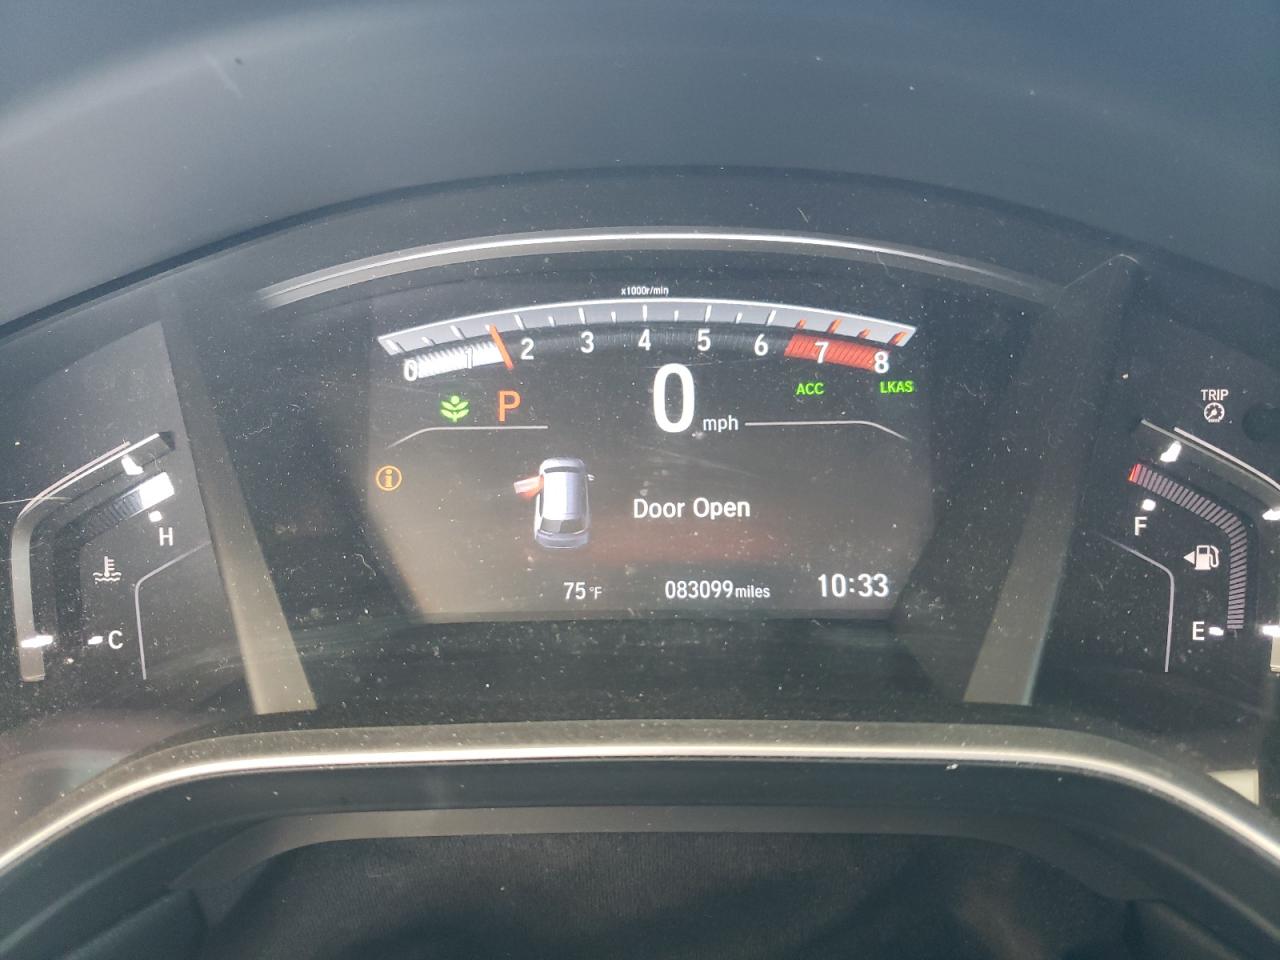 x1000r/min
0 1 2 3 4 5 6 7 8
P 0 mph ACC LKAS
TRIP
H
F
i
Door Open
C
E
75°F 083099 miles 10:33